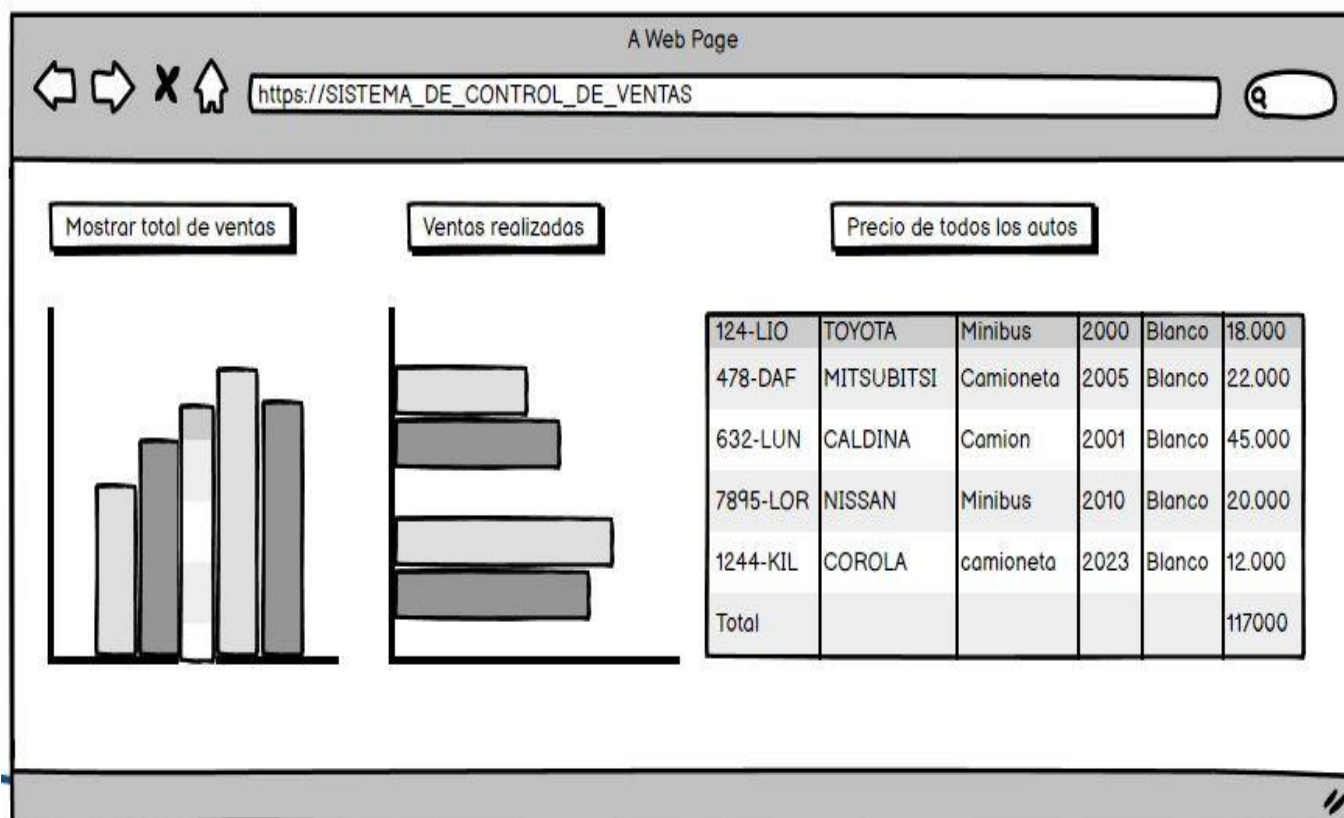 A Web Page
https://SISTEMA_DE_CONTROL_DE_VENTAS
Mostrar total de ventas
Ventas realizadas
Precio de todos los autos
124-LIO TOYOTA Minibus 2000 Blanco 18.000
478-DAF MITSUBITSI Camioneta 2005 Blanco 22.000
632-LUN CALDINA Camion 2001 Blanco 45.000
7895-LOR NISSAN Minibus 2010 Blanco 20.000
1244-KIL COROLA camioneta 2023 Blanco 12.000
Total 117000